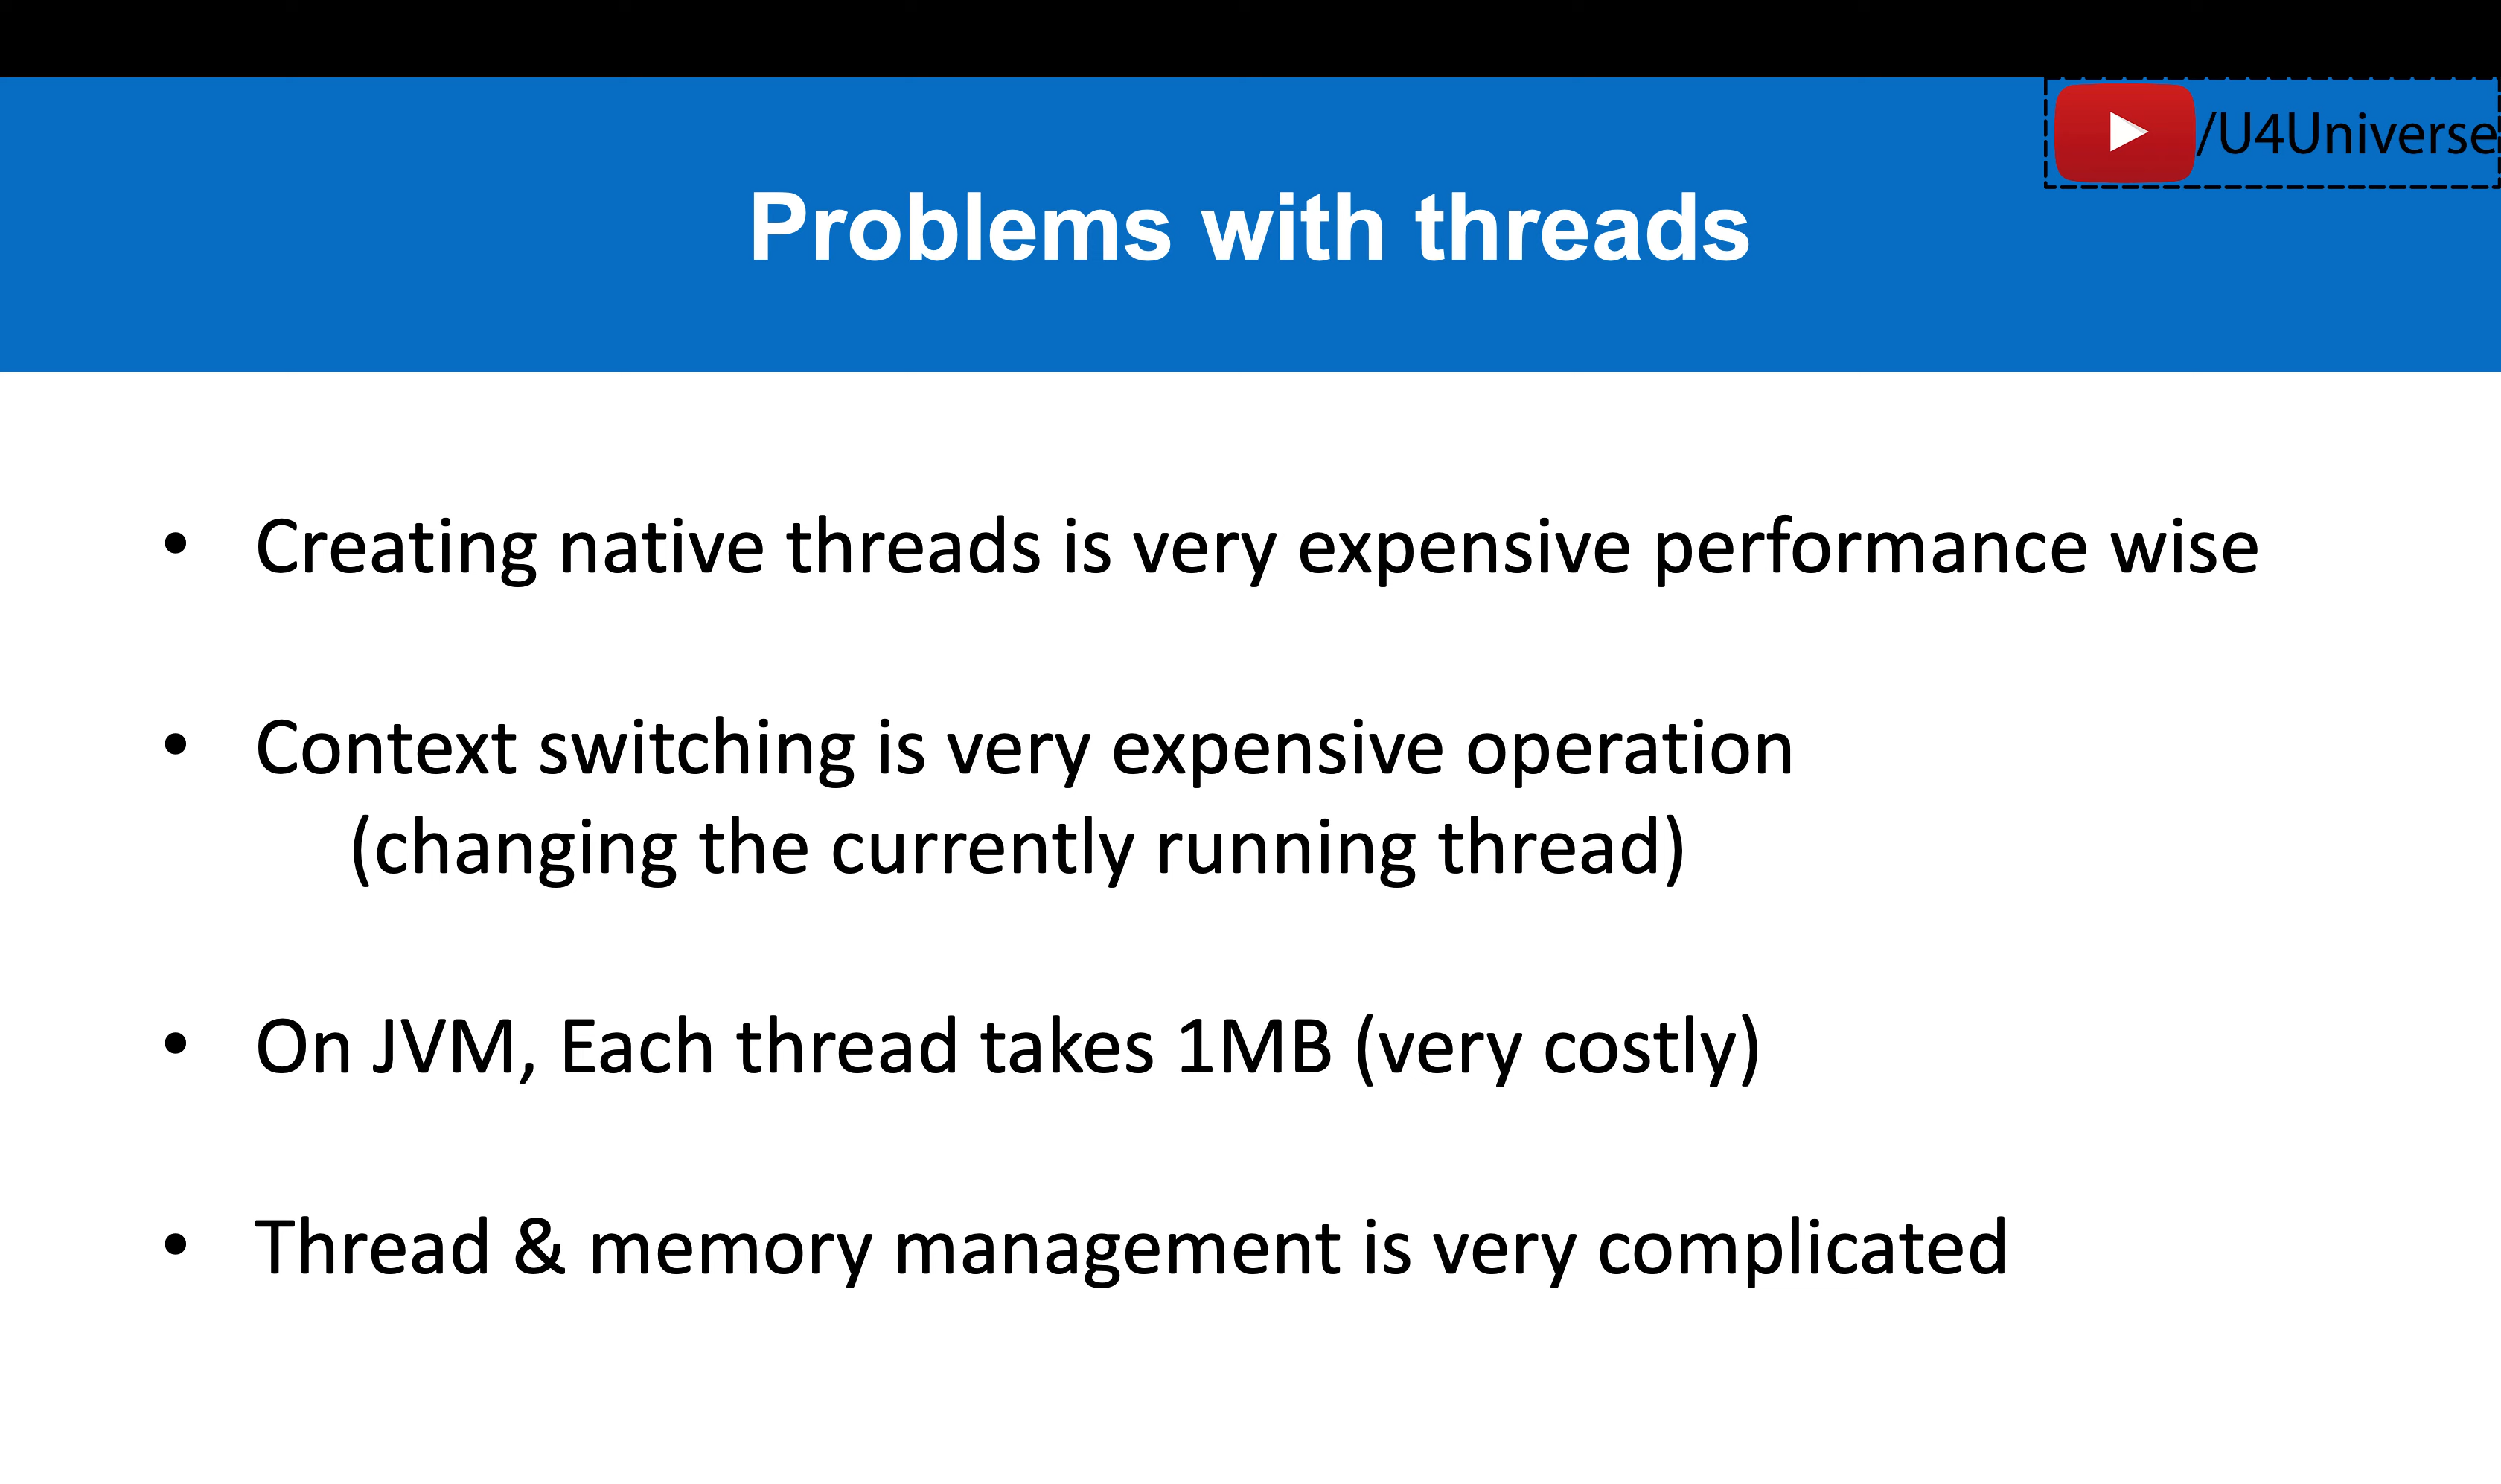 /U4Universe
Problems with threads
• Creating native threads is very expensive performance wise
• Context switching is very expensive operation
(changing the currently running thread)
• On JVM, Each thread takes 1MB (very costly)
• Thread & memory management is very complicated